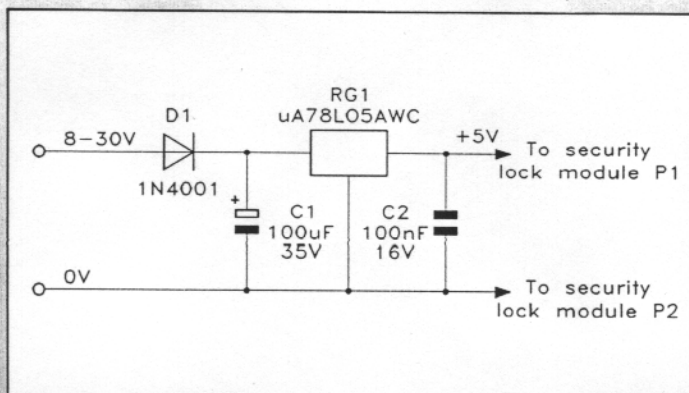 RG1
D1
uA78L05AWC
8-30V
+5V
To security
lock module P1
1N4001
+
C1
C2
100uF
100nF
35V
16V
0V
To security
lock module P2